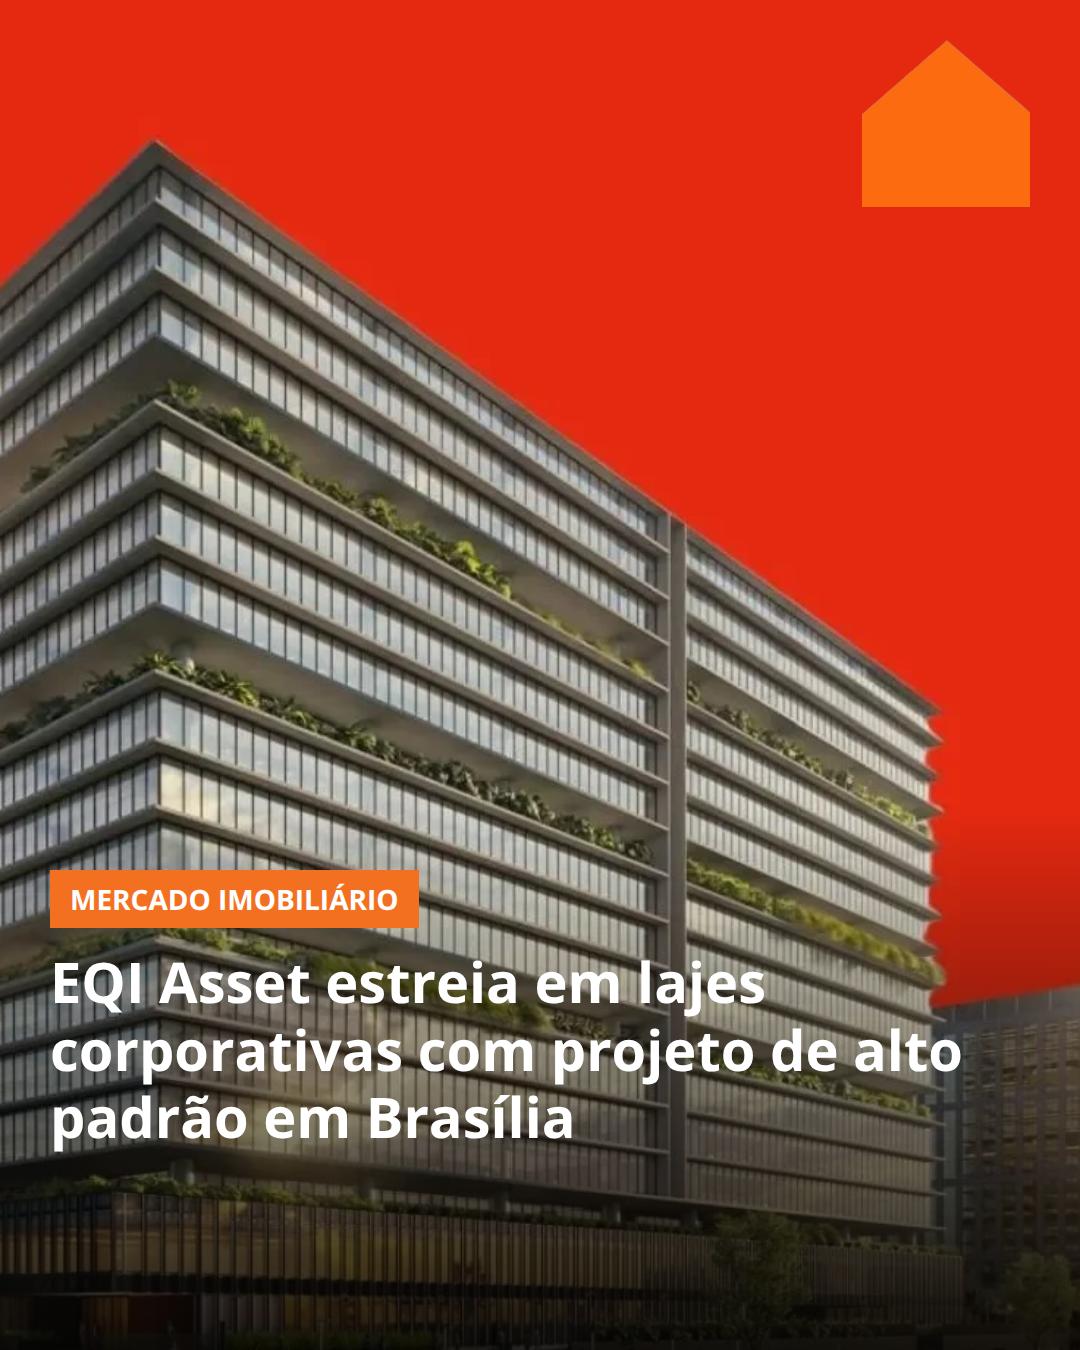 MERCADO IMOBILIÁRIO
EQI Asset estreia em lajes
corporativas com projeto de alto
padrão em Brasília